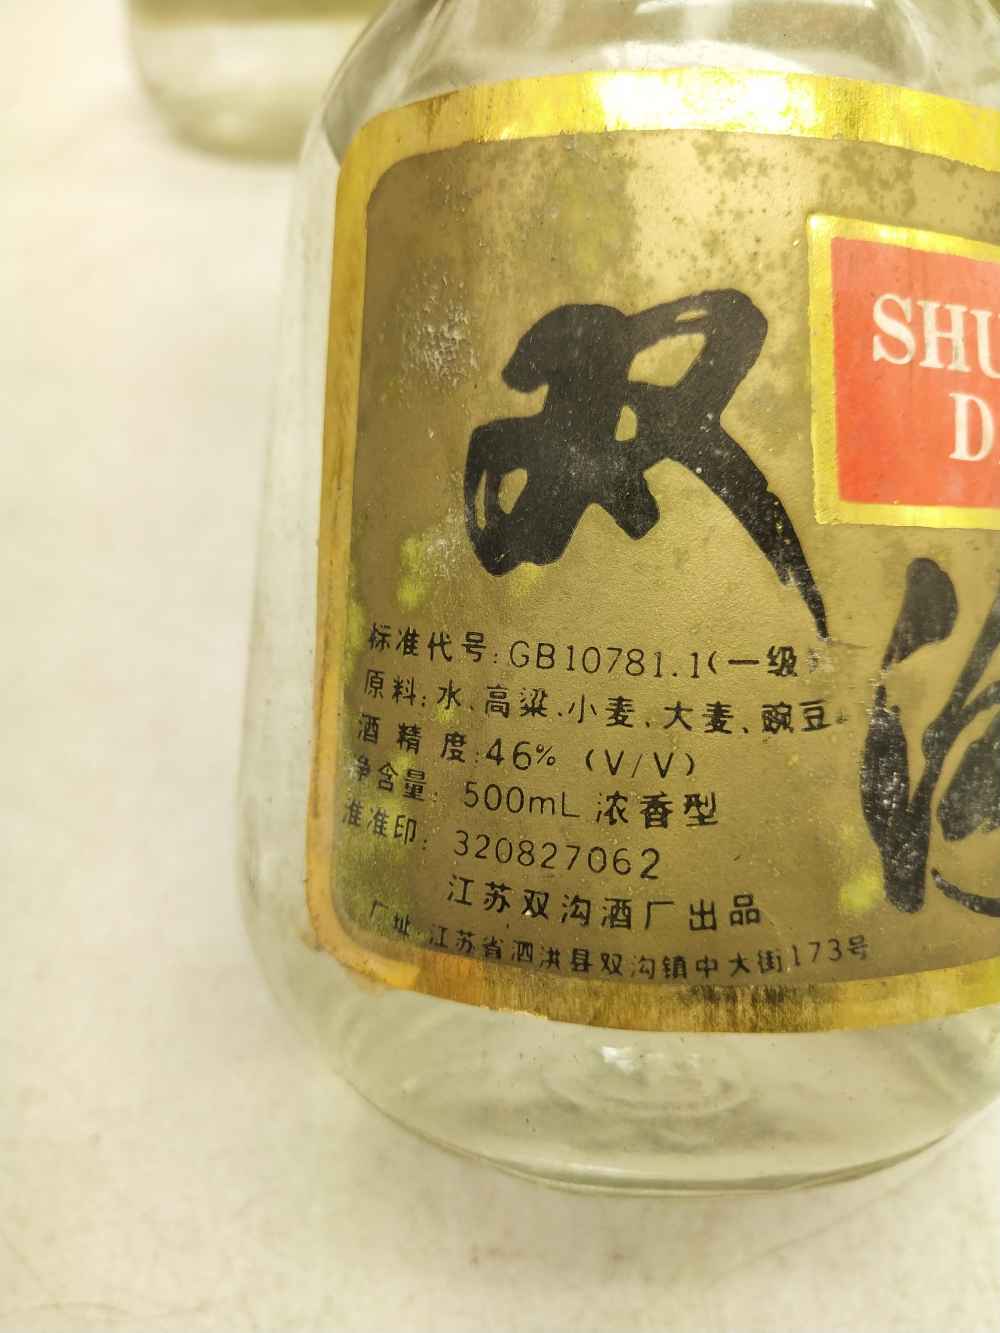 双
SHU
D
标准代号:GB10781.1(一级
原料:水、高粱.小麦、大麦、豌豆
酒精度:46% (V/V)
净含量: 500mL 浓香型
准准印: 320827062
江苏双沟酒厂出品
厂址:江苏省泗洪县双沟镇中大街173号